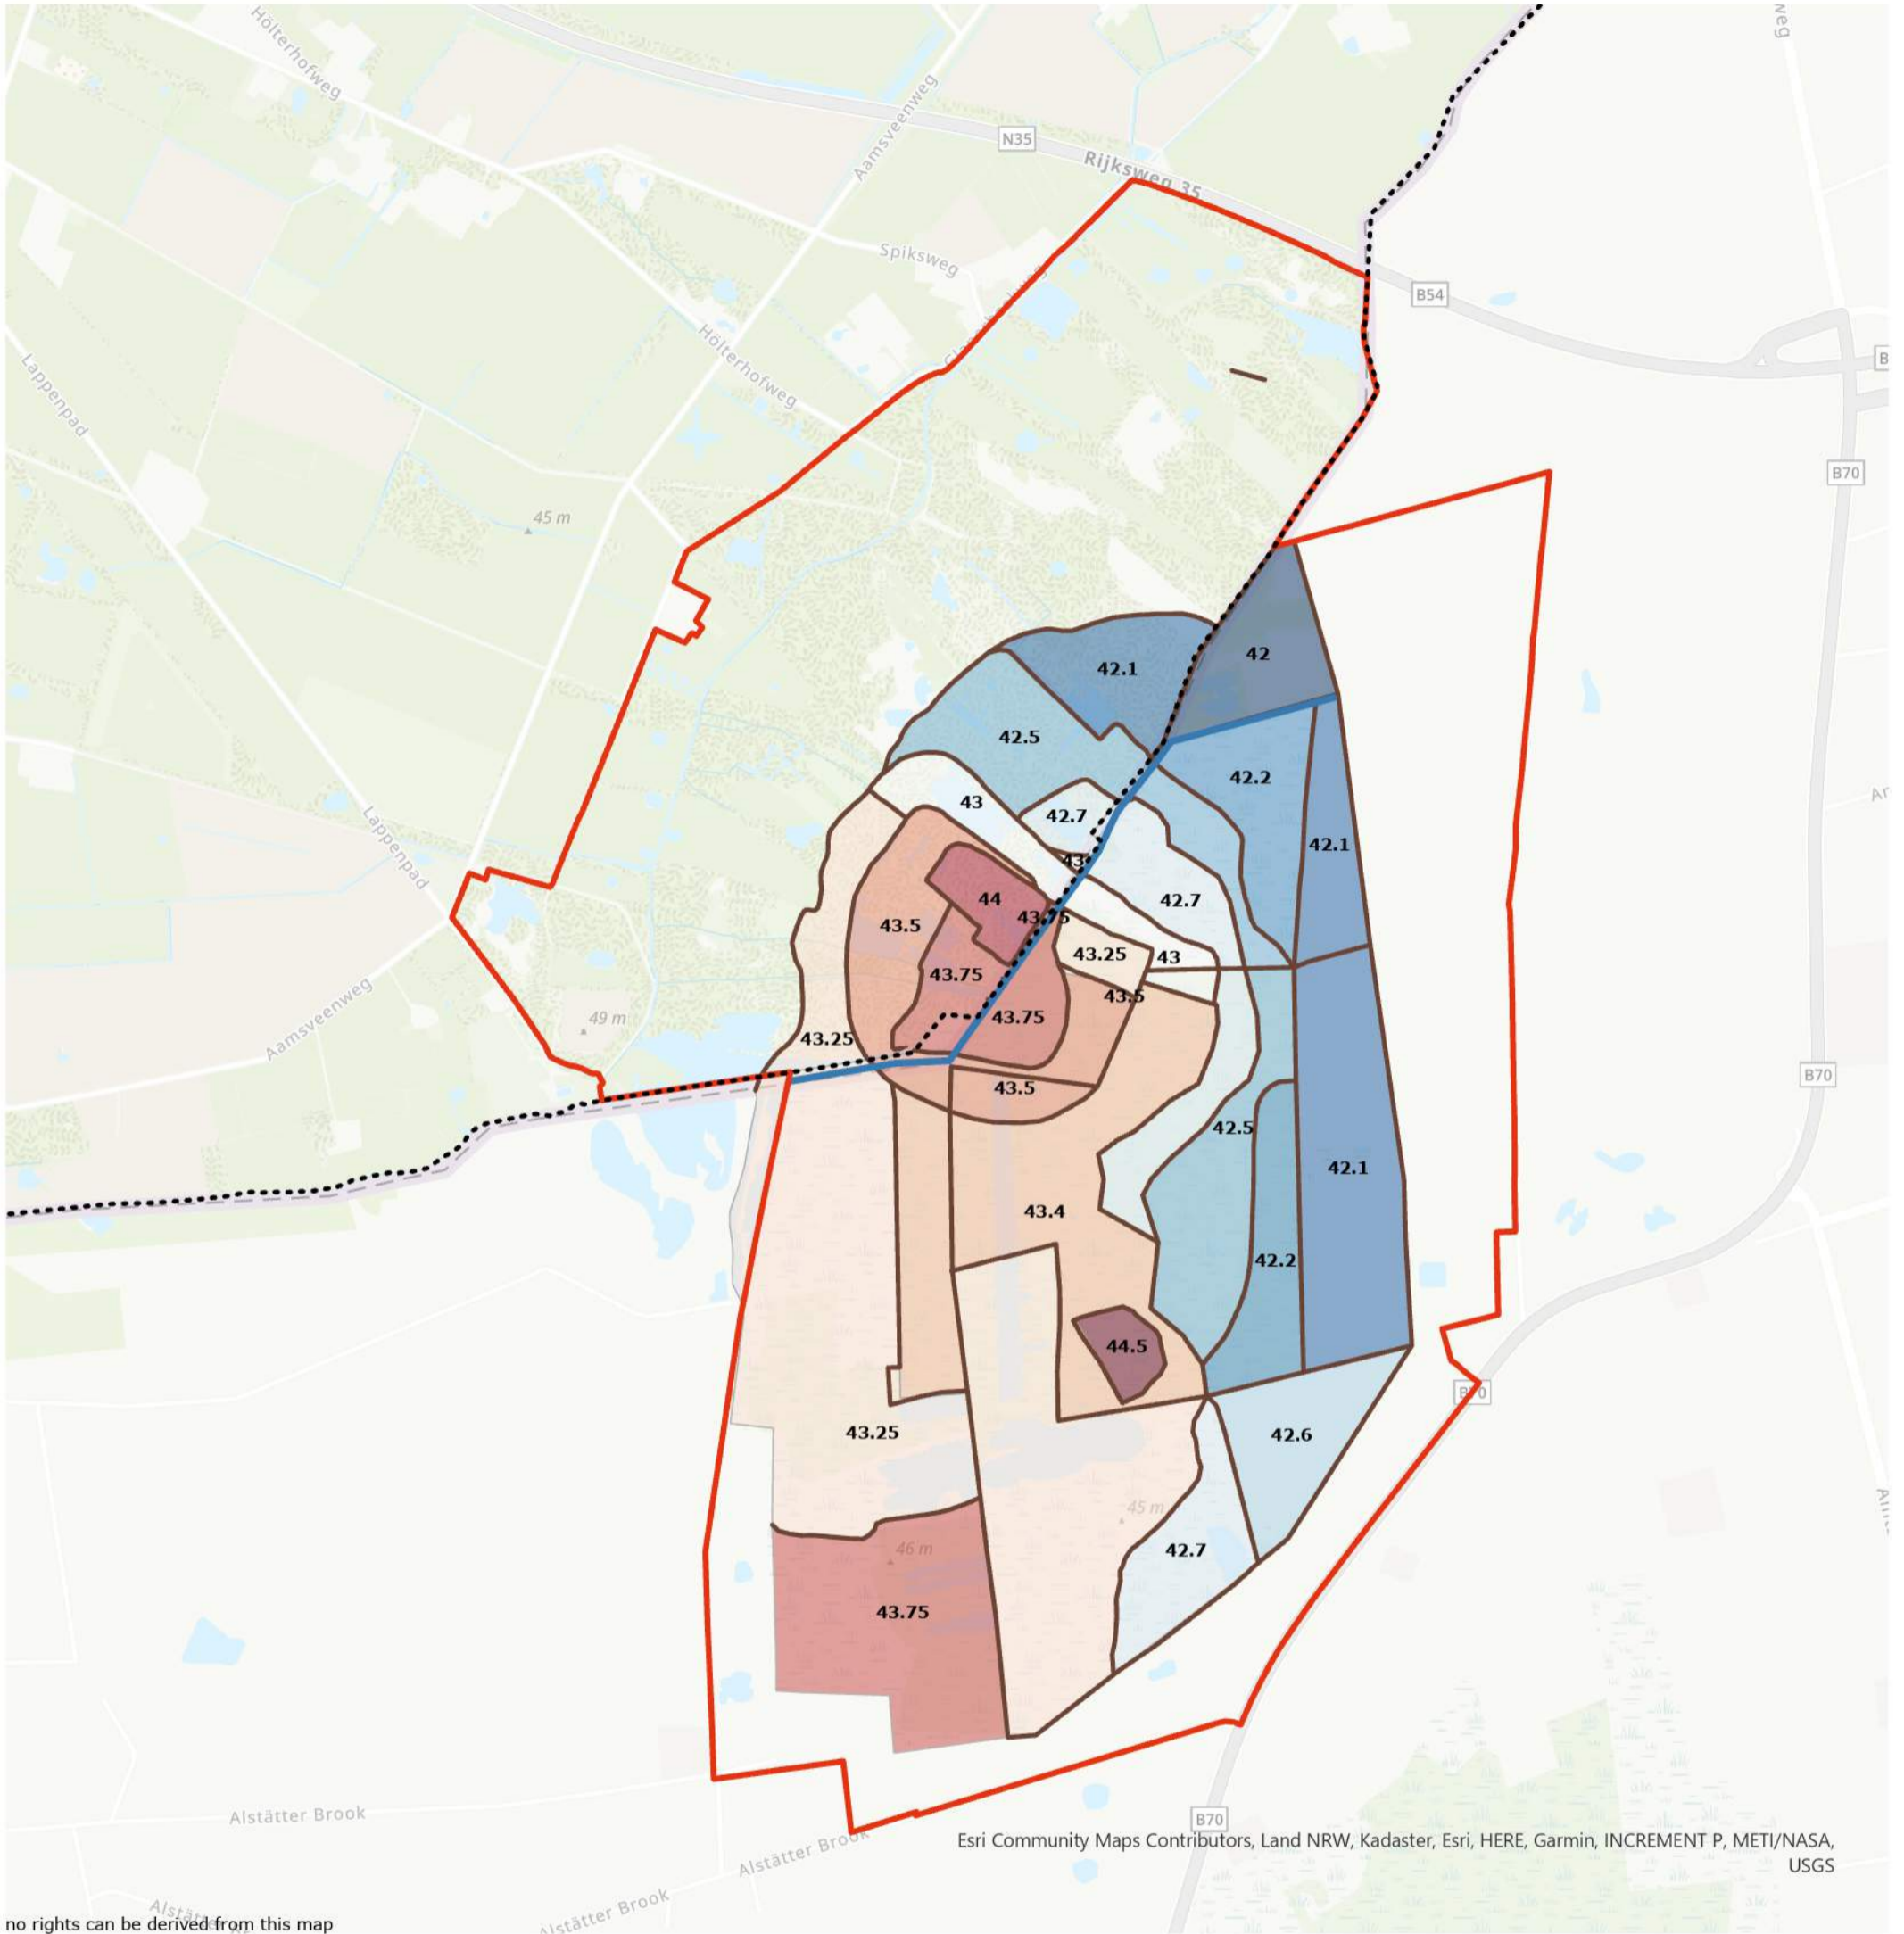 Hölterhofweg
Aamsveenweg
N35
Rijksweg 35
Spiksweg
B54
Hölterhofweg
Lappenpad
B70
45 m
42
42.1
42.5
42.2
43
42.7
42.1
43
Lappenpad
44
43.75
42.7
43.5
43.25
43
43.75
43.5
49 m
43.75
Aamsveenweg
43.25
B70
43.5
42.5
42.1
43.4
42.2
44.5
43.25
42.6
45 m
46 m
42.7
43.75
Alstätter Brook
B70
Alstätter Brook
Esri Community Maps Contributors, Land NRW, Kadaster, Esri, HERE, Garmin, INCREMENT P, METI/NASA,
USGS
Alstätter Brook
no rights can be derived from this map